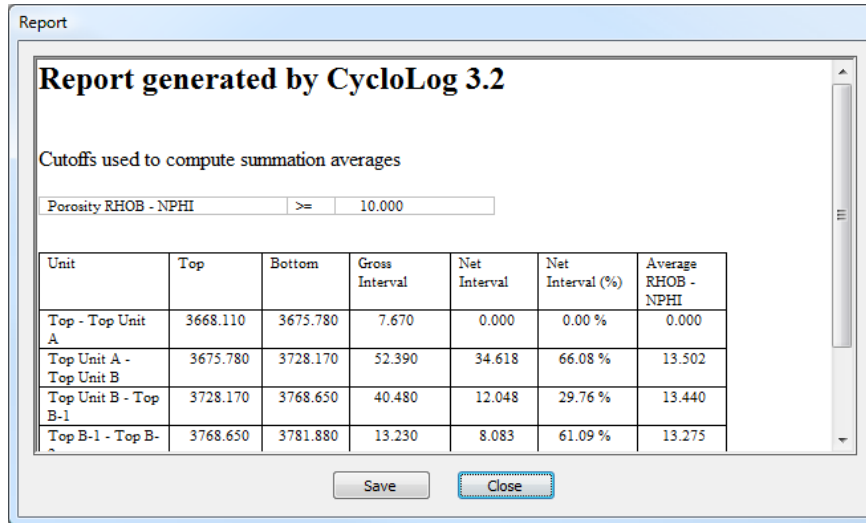 Report
Report generated by CycloLog 3.2
Cutoffs used to compute summation averages
Porosity RHOB - NPHI >= 10.000
Unit Top Bottom Gross Interval Net Interval Net Interval (%) Average RHOB - NPHI
Top - Top Unit A 3668.110 3675.780 7.670 0.000 0.00 % 0.000
Top Unit A - Top Unit B 3675.780 3728.170 52.390 34.618 66.08 % 13.502
Top Unit B - Top B-1 3728.170 3768.650 40.480 12.048 29.76 % 13.440
Top B-1 - Top B- 3768.650 3781.880 13.230 8.083 61.09 % 13.275
Save Close